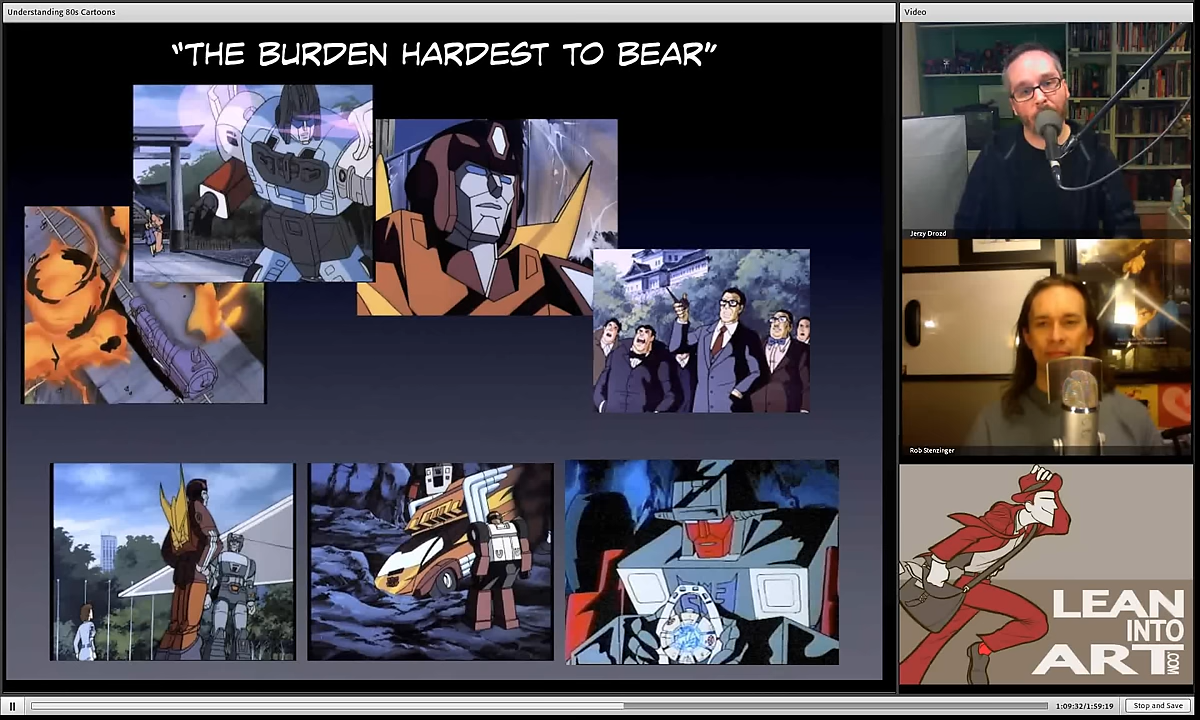 Understanding 80s Cartoons
Video
"THE BURDEN HARDEST TO BEAR"
Jerzy Drozd
Rob Stenzinger
LEAN
INTO
ART.COM
1:09:32/1:59:19
Stop and Save